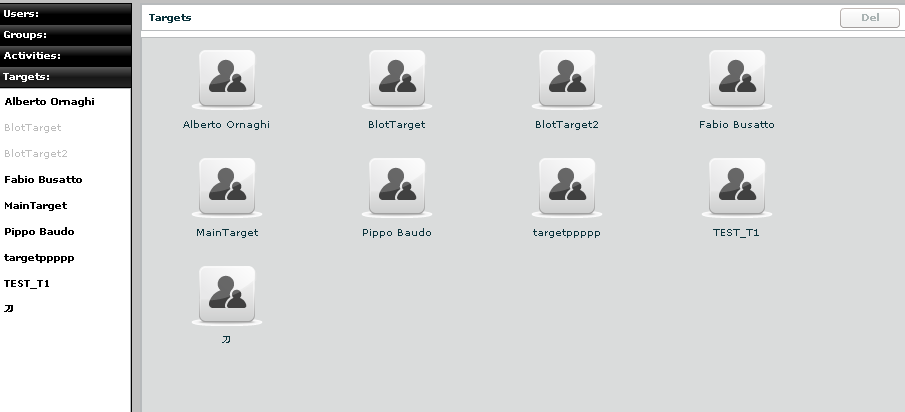 Users:
Groups:
Activities:
Targets:
Alberto Ornaghi
BlotTarget
BlotTarget2
Fabio Busatto
MainTarget
Pippo Baudo
targetppppp
TEST_T1
刀
Targets
Del
Alberto Ornaghi
BlotTarget
BlotTarget2
Fabio Busatto
MainTarget
Pippo Baudo
targetppppp
TEST_T1
刀